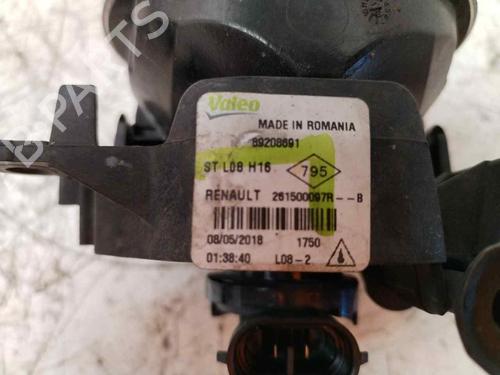 Valeo
MADE IN ROMANIA
89208691
ST L08 H16
795
RENAULT 261500097R--B
08/05/2018 1750
01:38:40 L08-2
B PARTS